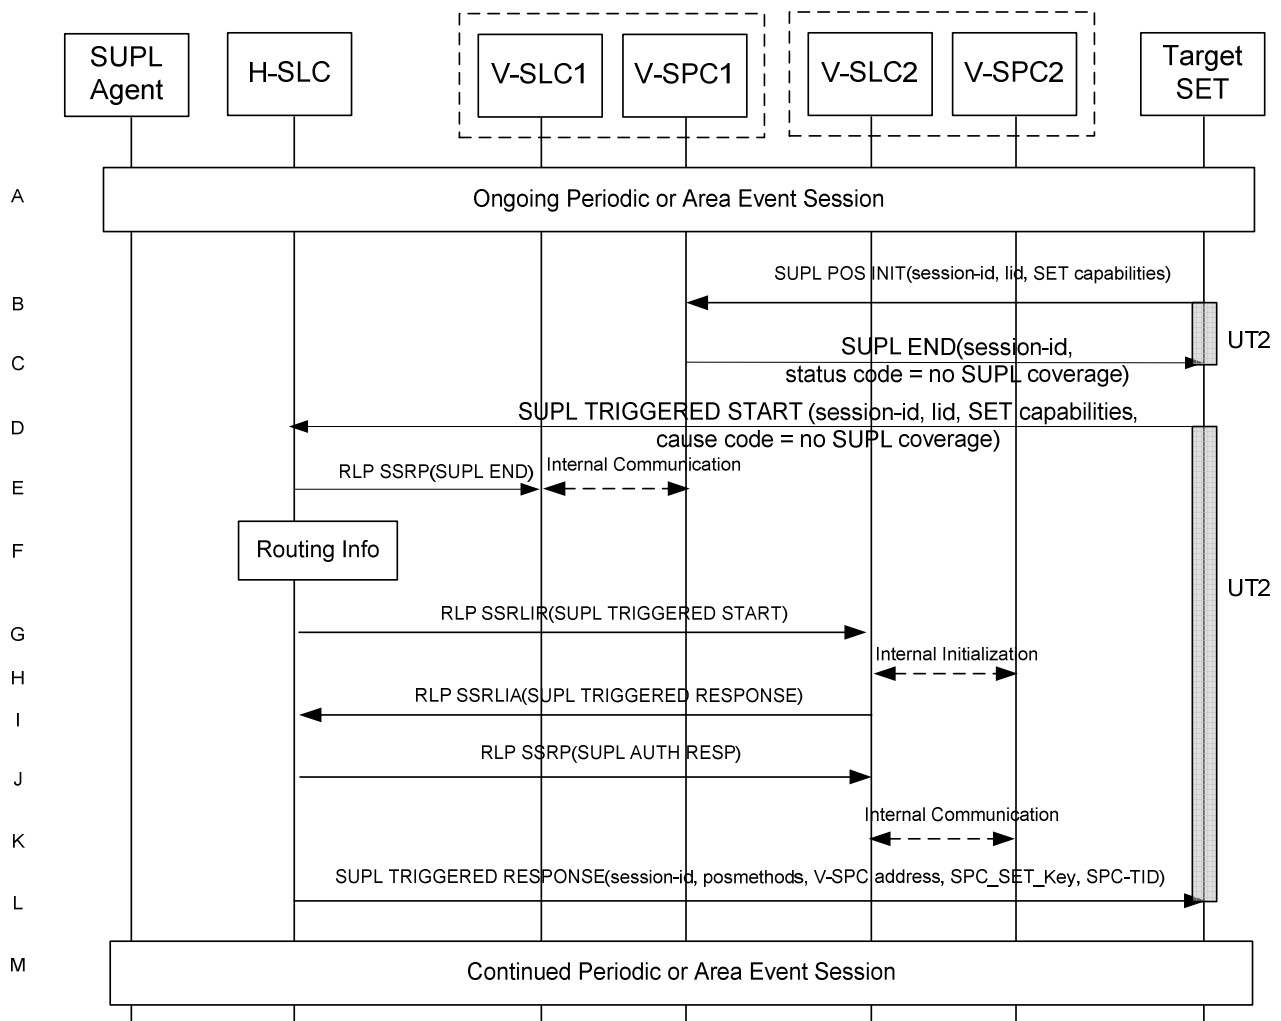 SUPL
Agent
H-SLC
V-SLC1
V-SPC1
V-SLC2
V-SPC2
Target
SET
A
Ongoing Periodic or Area Event Session
SUPL POS INIT(session-id, lid, SET capabilities)
B
UT2
SUPL END(session-id,
C
status code = no SUPL coverage)
SUPL TRIGGERED START (session-id, lid, SET capabilities,
D
cause code = no SUPL coverage)
RLP SSRP(SUPL END)
Internal Communication
E
Routing Info
F
UT2
RLP SSRLIR(SUPL TRIGGERED START)
G
Internal Initialization
H
RLP SSRLIA(SUPL TRIGGERED RESPONSE)
I
RLP SSRP(SUPL AUTH RESP)
J
Internal Communication
K
SUPL TRIGGERED RESPONSE(session-id, posmethods, V-SPC address, SPC_SET_Key, SPC-TID)
L
M
Continued Periodic or Area Event Session